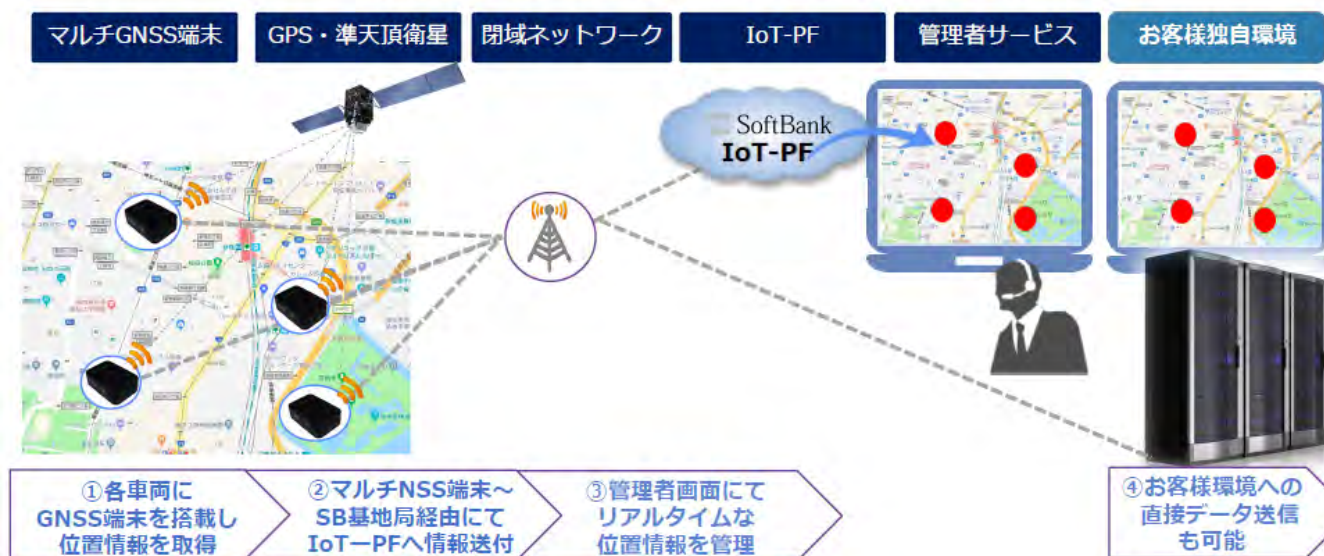 マルチGNSS端末
GPS・準天頂衛星
閉域ネットワーク
IoT-PF
管理者サービス
お客様独自環境
SoftBank
IoT-PF
①各車両に
GNSS端末を搭載し
位置情報を取得
②マルチNSS端末～
SB基地局経由にて
IoTーPFへ情報送付
③管理者画面にて
リアルタイムな
位置情報を管理
④お客様環境への
直接データ送信
も可能